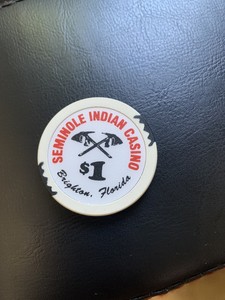 SEMINOLE INDIAN CASINO
$1
Brighton, Florida